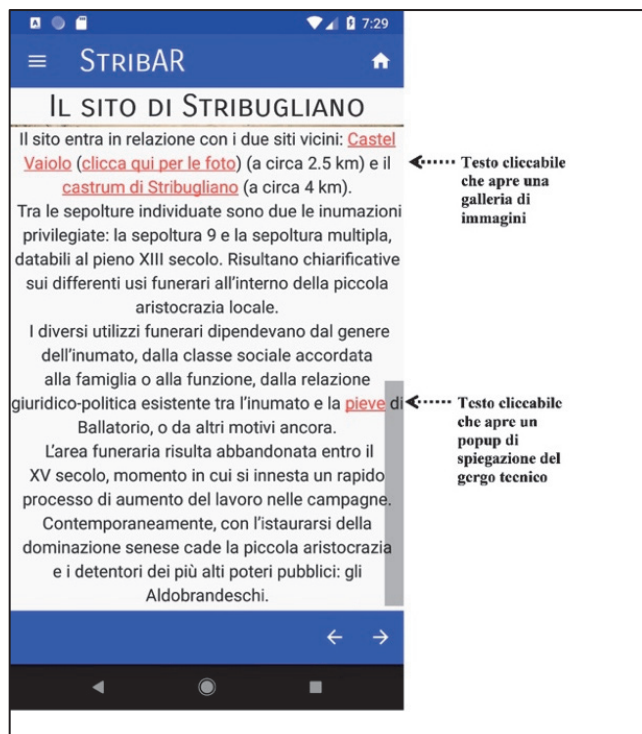 7:29
STRIBAR
IL SITO DI STRIBUGLIANO
Il sito entra in relazione con i due siti vicini: Castel
Vaiolo (clicca qui per le foto) (a circa 2.5 km) e il
castrum di Stribugliano (a circa 4 km).
Tra le sepolture individuate sono due le inumazioni
privilegiate: la sepoltura 9 e la sepoltura multipla,
databili al pieno XIII secolo. Risultano chiarificative
sui differenti usi funerari all'interno della piccola
aristocrazia locale.
I diversi utilizzi funerari dipendevano dal genere
dell'inumato, dalla classe sociale accordata
alla famiglia o alla funzione, dalla relazione
giuridico-politica esistente tra l'inumato e la pieve di
Ballatorio, o da altri motivi ancora.
L'area funeraria risulta abbandonata entro il
XV secolo, momento in cui si innesta un rapido
processo di aumento del lavoro nelle campagne.
Contemporaneamente, con l'istaurarsi della
dominazione senese cade la piccola aristocrazia
e i detentori dei più alti poteri pubblici: gli
Aldobrandeschi.
Testo cliccabile
che apre una
galleria di
immagini
Testo cliccabile
che apre un
popup di
spiegazione del
gergo tecnico